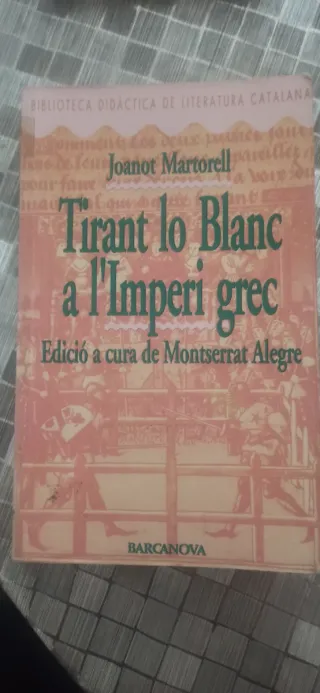 BIBLIOTECA DIDÀCTICA DE LITERATURA CATALANA
Joanot Martorell
Tirant lo Blanc
a l'Imperi grec
Edició a cura de Montserrat Alegre
BARCANOVA